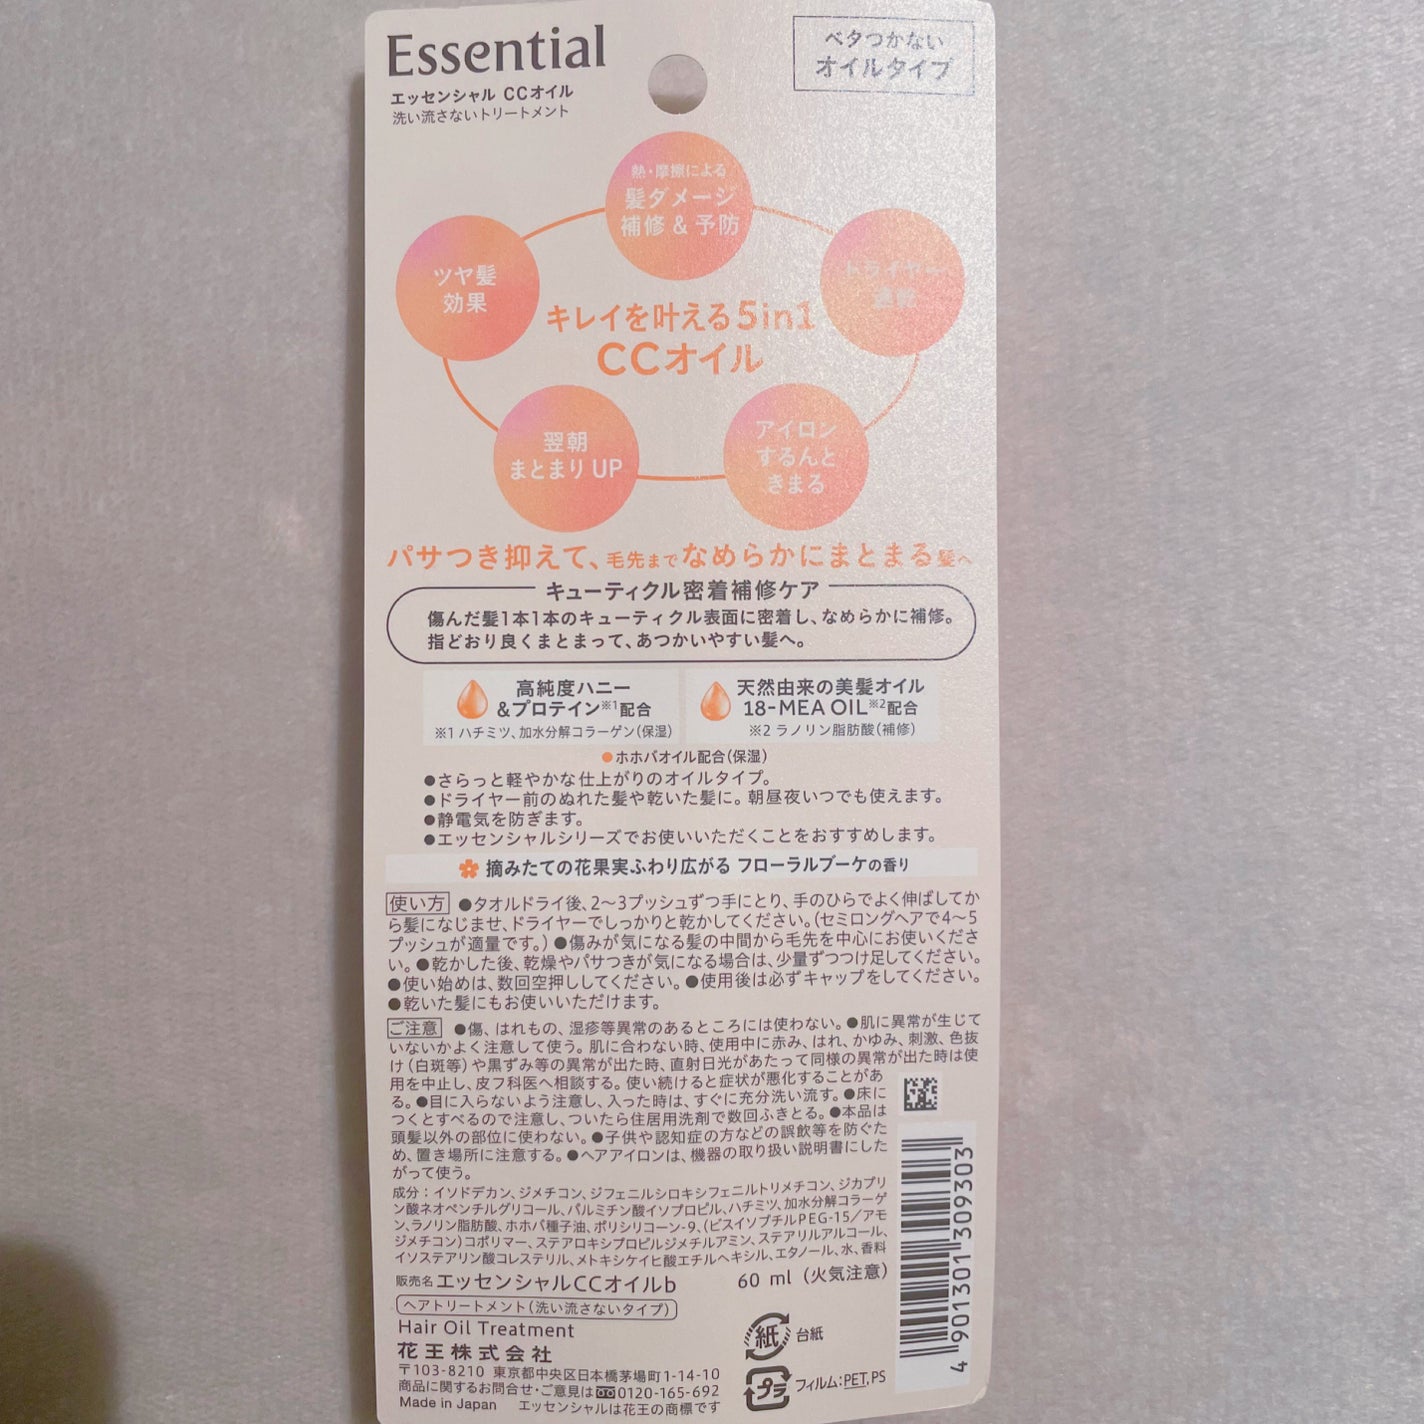 Essential
エッセンシャル CCオイル
洗い流さないトリートメント
ベタつかない
オイルタイプ
熱・摩擦による
髪ダメージ
補修 & 予防
ドライヤー
速乾
ツヤ髪
効果
キレイを叶える5in1
CCオイル
翌朝
まとまり UP
アイロン
するんと
きまる
パサつき抑えて、毛先までなめらかにまとまる髪へ
キューティクル密着補修ケア
傷んだ髪1本1本のキューティクル表面に密着し、なめらかに補修。
指どおり良くまとまって、あつかいやすい髪へ。
高純度ハニー
&プロテイン※1配合
※1 ハチミツ、加水分解コラーゲン(保湿)
天然由来の美髪オイル
18-MEA OIL※2配合
※2 ラノリン脂肪酸(補修)
●ホホバオイル配合(保湿)
●さらっと軽やかな仕上がりのオイルタイプ。
●ドライヤー前のぬれた髪や乾いた髪に。朝昼夜いつでも使えます。
●静電気を防ぎます。
●エッセンシャルシリーズでお使いいただくことをおすすめします。
摘みたての花果実ふわり広がる フローラルブーケの香り
使い方 ●タオルドライ後、2〜3プッシュずつ手にとり、手のひらでよく伸ばしてか
ら髪になじませ、ドライヤーでしっかりと乾かしてください。(セミロングヘアで4〜5
プッシュが適量です。) ●傷みが気になる髪の中間から毛先を中心にお使いくださ
い。●乾かした後、乾燥やパサつきが気になる場合は、少量ずつつけ足してください。
●使い始めは、数回空押ししてください。●使用後は必ずキャップをしてください。
●乾いた髪にもお使いいただけます。
ご注意 ●傷、はれもの、湿疹等異常のあるところには使わない。●肌に異常が生じて
いないかよく注意して使う。肌に合わない時、使用中に赤み、はれ、かゆみ、刺激、色抜
け(白斑等)や黒ずみ等の異常が出た時、直射日光があたって同様の異常が出た時は使
用を中止し、皮フ科医へ相談する。使い続けると症状が悪化することがあ
る。●目に入らないよう注意し、入った時は、すぐに充分洗い流す。●床に
つくとすべるので注意し、ついたら住居用洗剤で数回ふきとる。●本品は
頭髪以外の部位に使わない。●子供や認知症の方などの誤飲等を防ぐた
め、置き場所に注意する。●ヘアアイロンは、機器の取り扱い説明書にした
がって使う。
成分：イソドデカン、ジメチコン、ジフェニルシロキシフェニルトリメチコン、ジカプリ
ン酸ネオペンチルグリコール、パルミチン酸イソプロピル、ハチミツ、加水分解コラーゲ
ン、ラノリン脂肪酸、ホホバ種子油、ポリシリコーン-9、(ビスイソブチルPEG-15／アモ
ジメチコン)コポリマー、ステアロキシプロピルジメチルアミン、ステアリルアルコール、
イソステアリン酸コレステリル、メトキシケイヒ酸エチルヘキシル、エタノール、水、香料
販売名 エッセンシャルCCオイルb
60 ml (火気注意)
ヘアトリートメント(洗い流さないタイプ)
Hair Oil Treatment
花王株式会社
〒103-8210 東京都中央区日本橋茅場町1-14-10
商品に関するお問合せ・ご意見は 0120-165-692
Made in Japan エッセンシャルは花王の商標です
紙 台紙
プラ フィルム：PET, PS
4 901301 309303